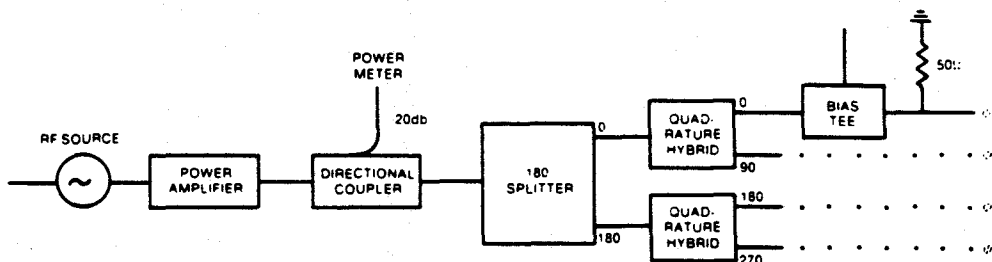 POWER
METER
20db
RF SOURCE
POWER
AMPLIFIER
DIRECTIONAL
COUPLER
180
SPLITTER
0
180
QUAD-
RATURE
HYBRID
0
90
QUAD-
RATURE
HYBRID
180
270
BIAS
TEE
50Ω